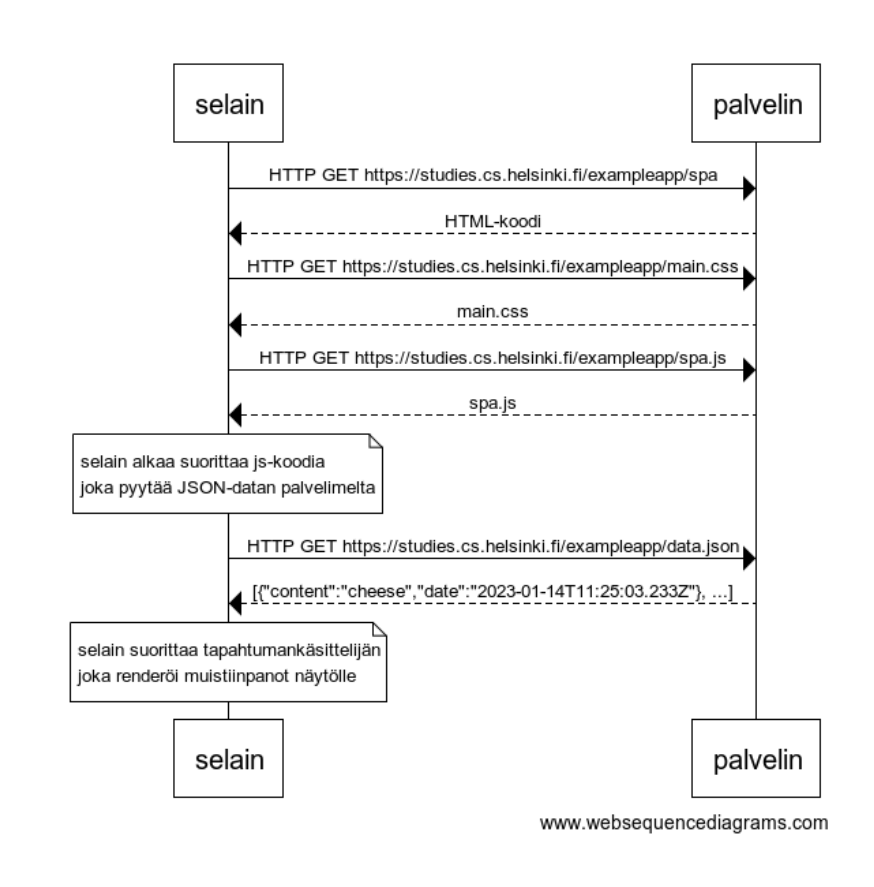 selain
palvelin
HTTP GET https://studies.cs.helsinki.fi/exampleapp/spa
HTML-koodi
HTTP GET https://studies.cs.helsinki.fi/exampleapp/main.css
main.css
HTTP GET https://studies.cs.helsinki.fi/exampleapp/spa.js
spa.js
selain alkaa suorittaa js-koodia
joka pyytää JSON-datan palvelimelta
HTTP GET https://studies.cs.helsinki.fi/exampleapp/data.json
[{"content":"cheese","date":"2023-01-14T11:25:03.233Z"}, ...]
selain suorittaa tapahtumankäsittelijän
joka renderöi muistiinpanot näytölle
selain
palvelin
www.websequencediagrams.com